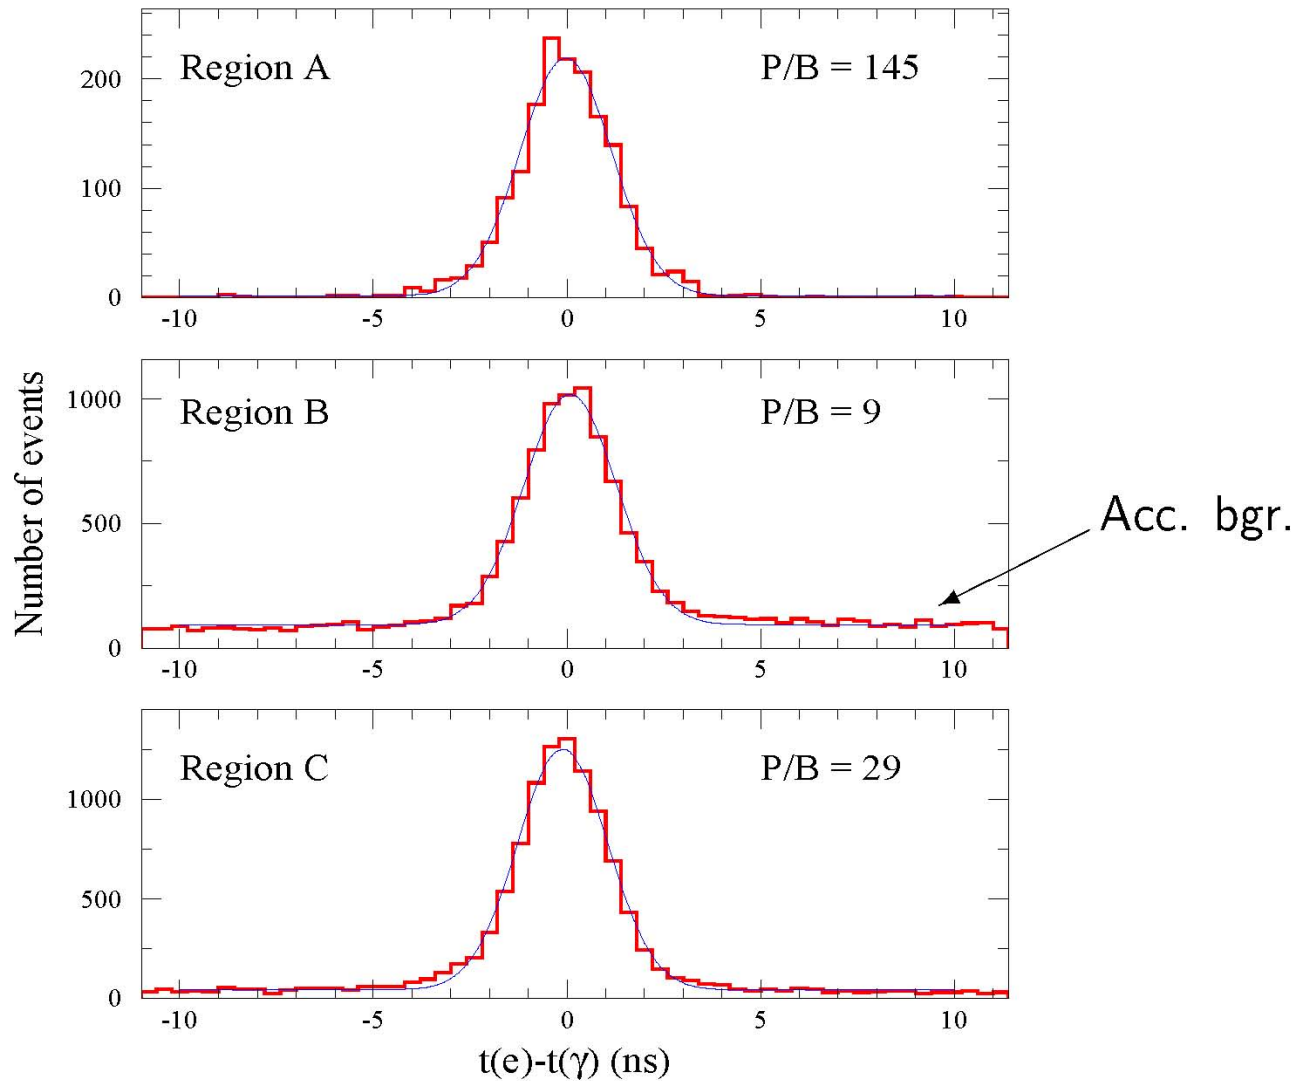 Region A
P/B = 145
200
100
0
-10 -5 0 5 10
Region B
P/B = 9
1000
500
0
-10 -5 0 5 10
Acc. bgr.
Region C
P/B = 29
1000
500
0
-10 -5 0 5 10
Number of events
t(e)-t(γ) (ns)